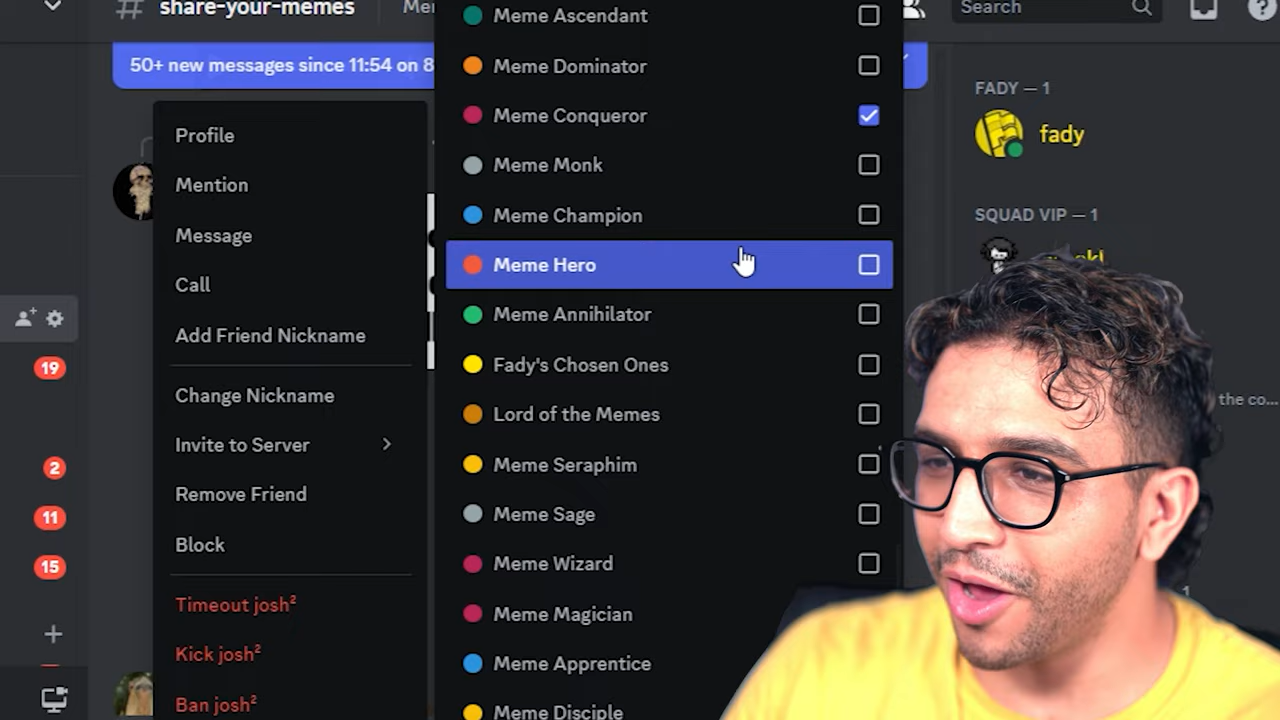 share-your-memes
Search
50+ new messages since 11:54 on 8
Profile
Mention
Message
Call
Add Friend Nickname
Change Nickname
Invite to Server
Remove Friend
Block
Timeout josh²
Kick josh²
Ban josh²
Meme Ascendant
Meme Dominator
Meme Conqueror
Meme Monk
Meme Champion
Meme Hero
Meme Annihilator
Fady's Chosen Ones
Lord of the Memes
Meme Seraphim
Meme Sage
Meme Wizard
Meme Magician
Meme Apprentice
Meme Disciple
FADY — 1
fady
SQUAD VIP — 1
the co...
1
19
2
11
15